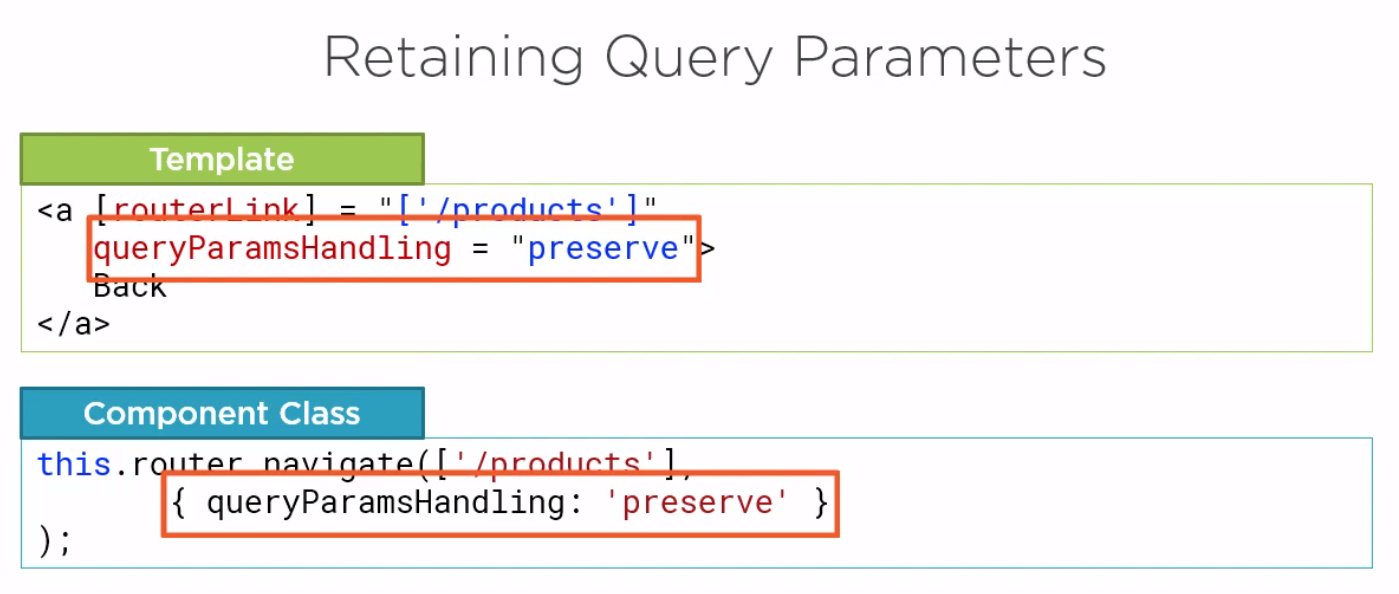 Retaining Query Parameters
Template
<a [routerLink] = "['/products']"
queryParamsHandling = "preserve">
Back
</a>
Component Class
this.router.navigate(['/products'],
{ queryParamsHandling: 'preserve' }
);